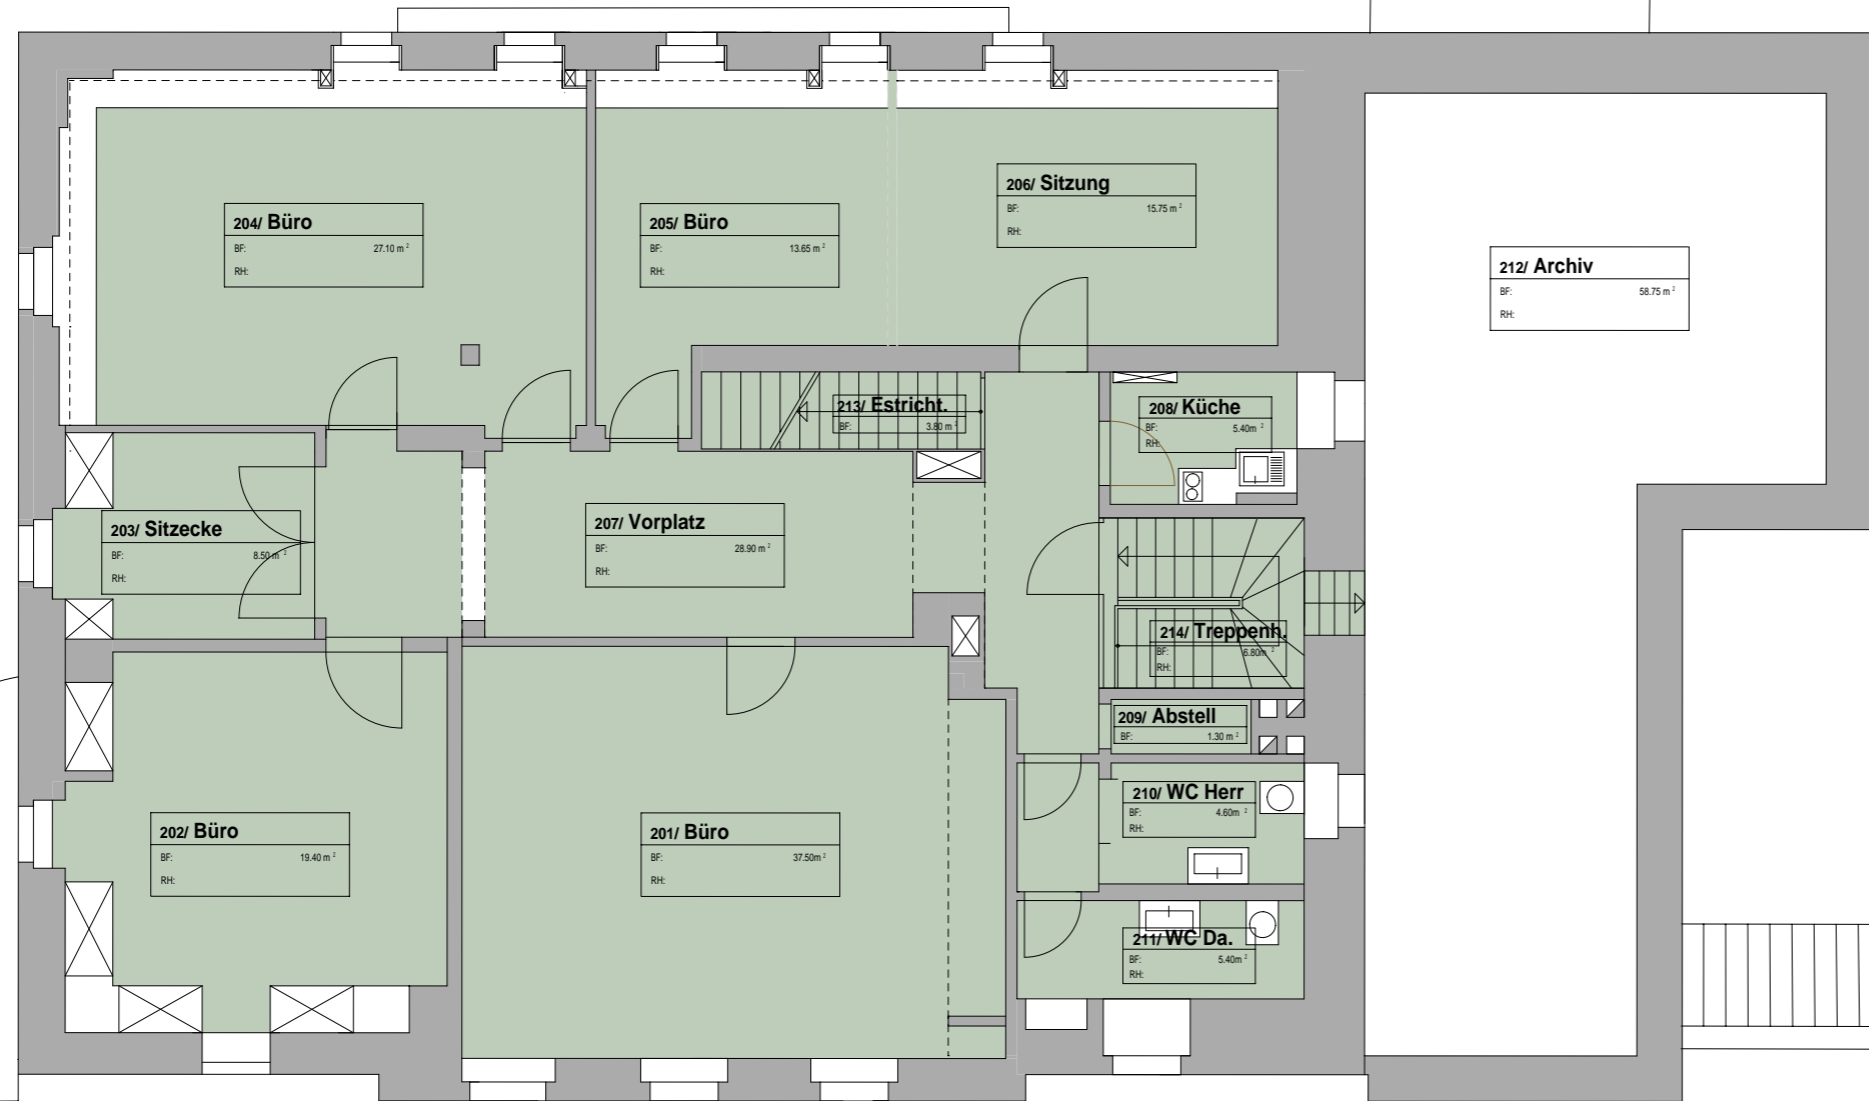 204/ Büro
BF: 27.10 m²
RH:
205/ Büro
BF: 13.65 m²
RH:
206/ Sitzung
BF: 15.75 m²
RH:
212/ Archiv
BF: 58.75 m²
RH:
213/ Estricht.
BF: 3.80 m²
208/ Küche
BF: 5.40m²
RH:
203/ Sitzecke
BF: 8.50 m²
RH:
207/ Vorplatz
BF: 28.90 m²
RH:
214/ Treppenh.
BF: 6.80m²
RH:
209/ Abstell
BF: 1.30 m²
202/ Büro
BF: 19.40 m²
RH:
201/ Büro
BF: 37.50m²
RH:
210/ WC Herr
BF: 4.60m²
RH:
211/ WC Da.
BF: 5.40m²
RH: